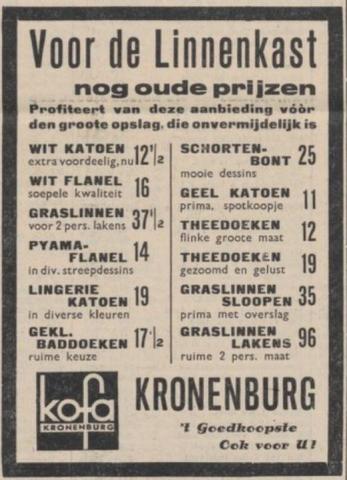 Voor de Linnenkast
nog oude prijzen
Profiteert van deze aanbieding vóór
den groote opslag, die onvermijdelijk is
WIT KATOEN
extra voordeelig, nu 12½
WIT FLANEL
soepele kwaliteit 16
GRASLINNEN
voor 2 pers. lakens 37½
PYAMA-
FLANEL 14
in div. streepdessins
LINGERIE
KATOEN 19
in diverse kleuren
GEKL.
BADDOEKEN 17½
ruime keuze
SCHORTEN-
BONT 25
mooie dessins
GEEL KATOEN
prima, spotkoopje 11
THEEDOEKEN
flinke groote maat 12
THEEDOEKEN
gezoomd en gelust 19
GRASLINNEN
SLOOPEN 35
prima met overslag
GRASLINNEN
LAKENS 96
ruime 2 pers. maat
kofa
KRONENBURG
KRONENBURG
't Goedkoopste
Ook voor U!